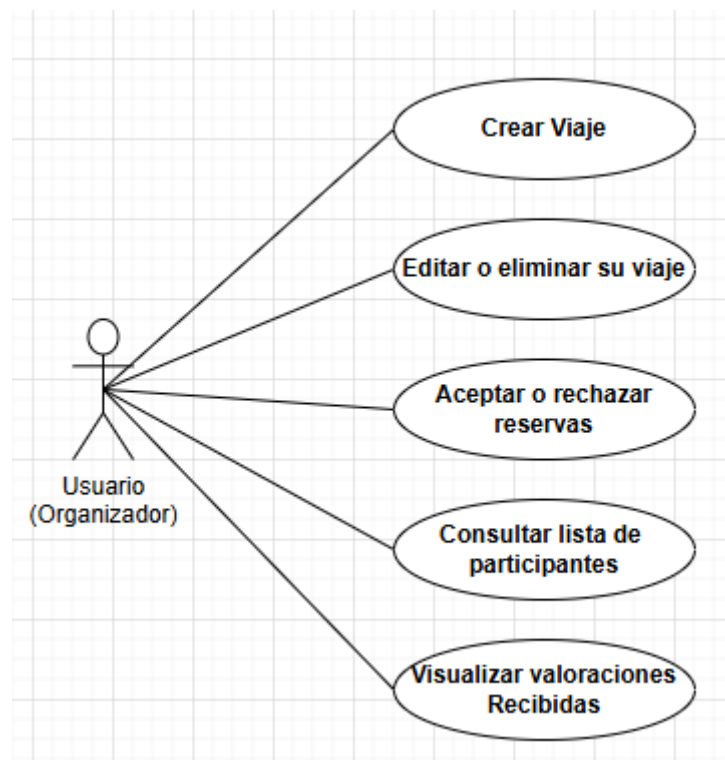 Crear Viaje
Editar o eliminar su viaje
Aceptar o rechazar
reservas
Usuario
(Organizador)
Consultar lista de
participantes
Visualizar valoraciones
Recibidas